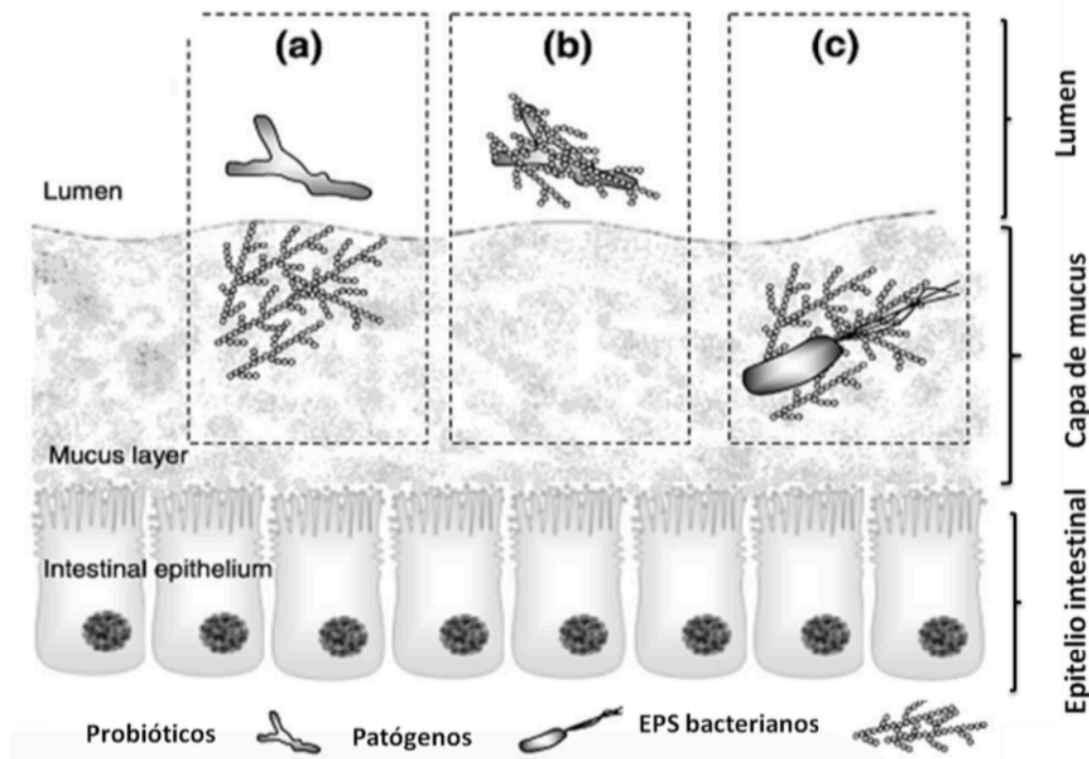 (a)
(b)
(c)
Lumen
Lumen
Capa de mucus
Mucus layer
Intestinal epithelium
Epitelio intestinal
Probióticos
Patógenos
EPS bacterianos